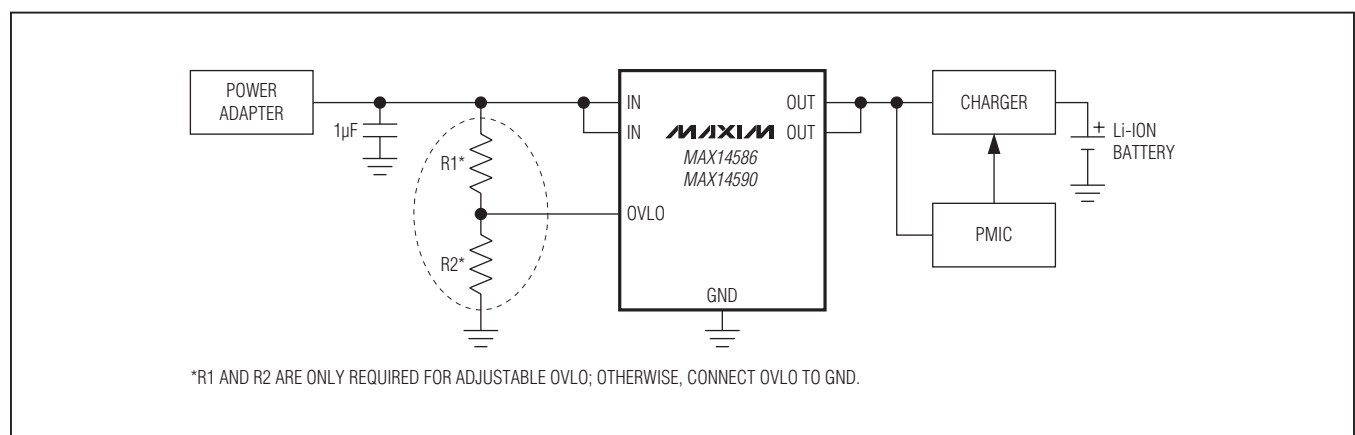 POWER
ADAPTER
1µF
R1*
R2*
IN
IN
OVLO
MAXIM
MAX14586
MAX14590
OUT
OUT
GND
CHARGER
PMIC
+
Li-ION
BATTERY
*R1 AND R2 ARE ONLY REQUIRED FOR ADJUSTABLE OVLO; OTHERWISE, CONNECT OVLO TO GND.